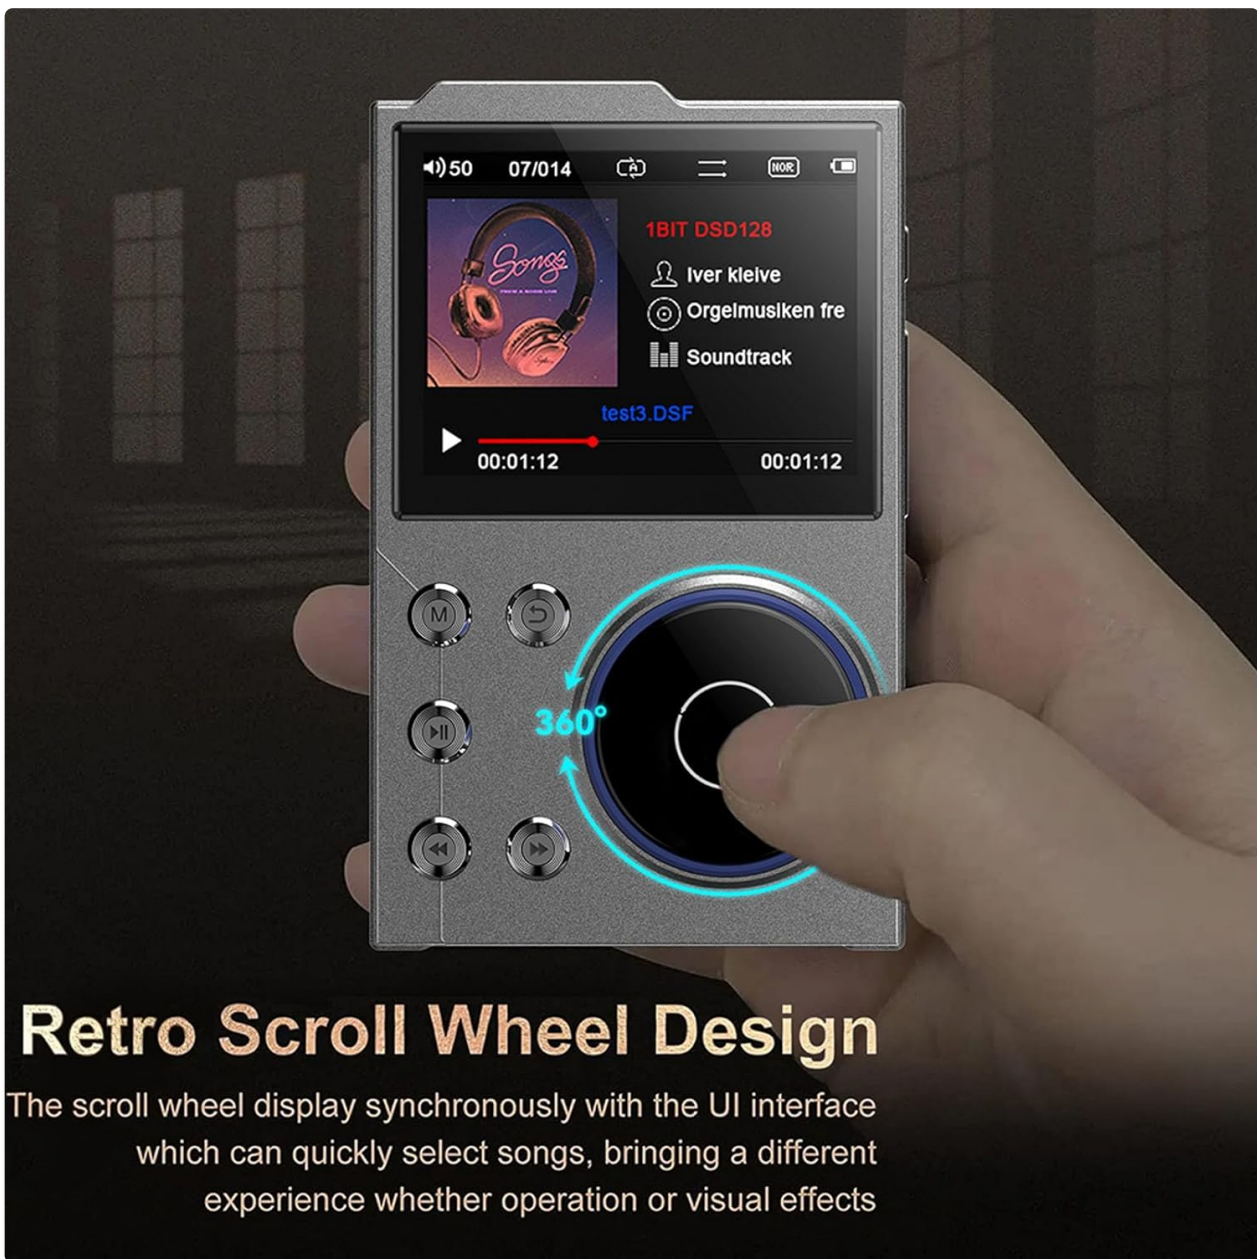 50 07/014 A NOR
Songs
1BIT DSD128
Iver kleive
Orgelmusiken fre
Soundtrack
test3.DSF
00:01:12 00:01:12
M
360°
Retro Scroll Wheel Design
The scroll wheel display synchronously with the UI interface
which can quickly select songs, bringing a different
experience whether operation or visual effects